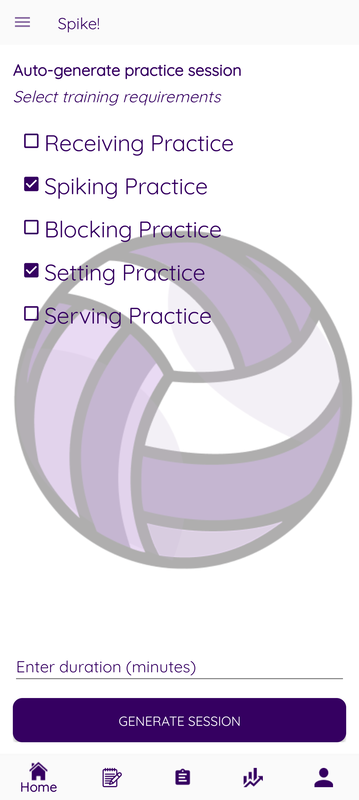 Spike!
Auto-generate practice session
Select training requirements
Receiving Practice
Spiking Practice
Blocking Practice
Setting Practice
Serving Practice
Enter duration (minutes)
GENERATE SESSION
Home